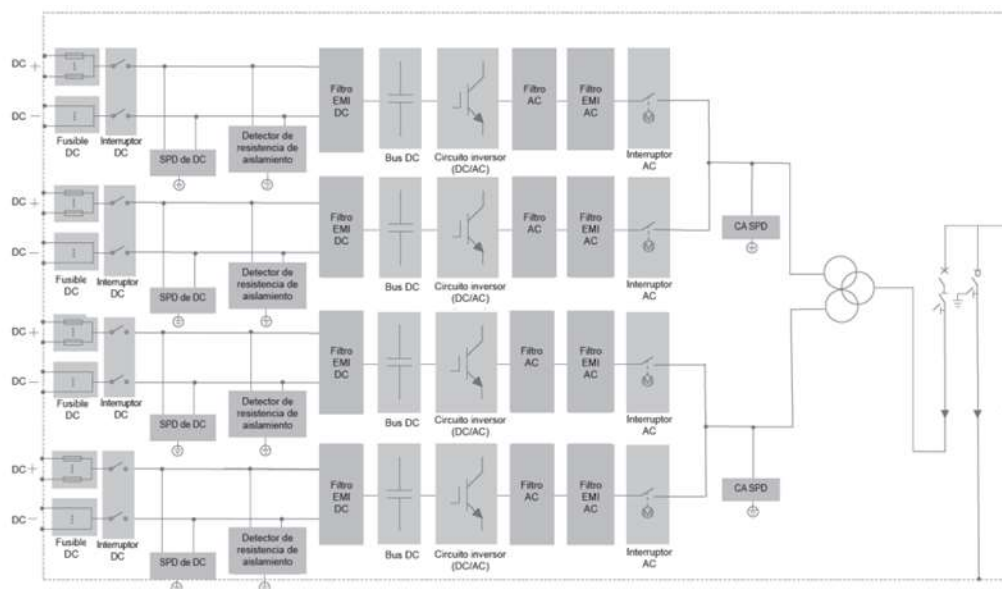 DC +
DC —
Fusible
DC
Interruptor
DC
SPD de DC
Detector de
resistencia de
aislamiento
Filtro
EMI
DC
Bus DC
Circuito inversor
(DC/AC)
Filtro
AC
Filtro
EMI
AC
Interruptor
AC
M
DC +
DC —
Fusible
DC
Interruptor
DC
SPD de DC
Detector de
resistencia de
aislamiento
Filtro
EMI
DC
Bus DC
Circuito inversor
(DC/AC)
Filtro
AC
Filtro
EMI
AC
Interruptor
AC
M
CA SPD
DC +
DC —
Fusible
DC
Interruptor
DC
SPD de DC
Detector de
resistencia de
aislamiento
Filtro
EMI
DC
Bus DC
Circuito inversor
(DC/AC)
Filtro
AC
Filtro
EMI
AC
Interruptor
AC
M
DC +
DC —
Fusible
DC
Interruptor
DC
SPD de DC
Detector de
resistencia de
aislamiento
Filtro
EMI
DC
Bus DC
Circuito inversor
(DC/AC)
Filtro
AC
Filtro
EMI
AC
Interruptor
AC
M
CA SPD